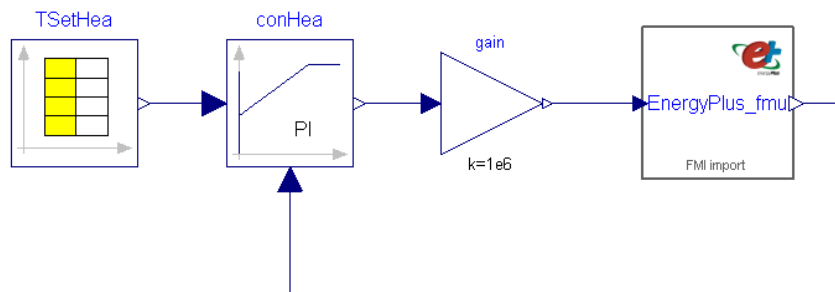 TSetHea
conHea
gain
PI
k=1e6
EnergyPlus_fmu
FMI import